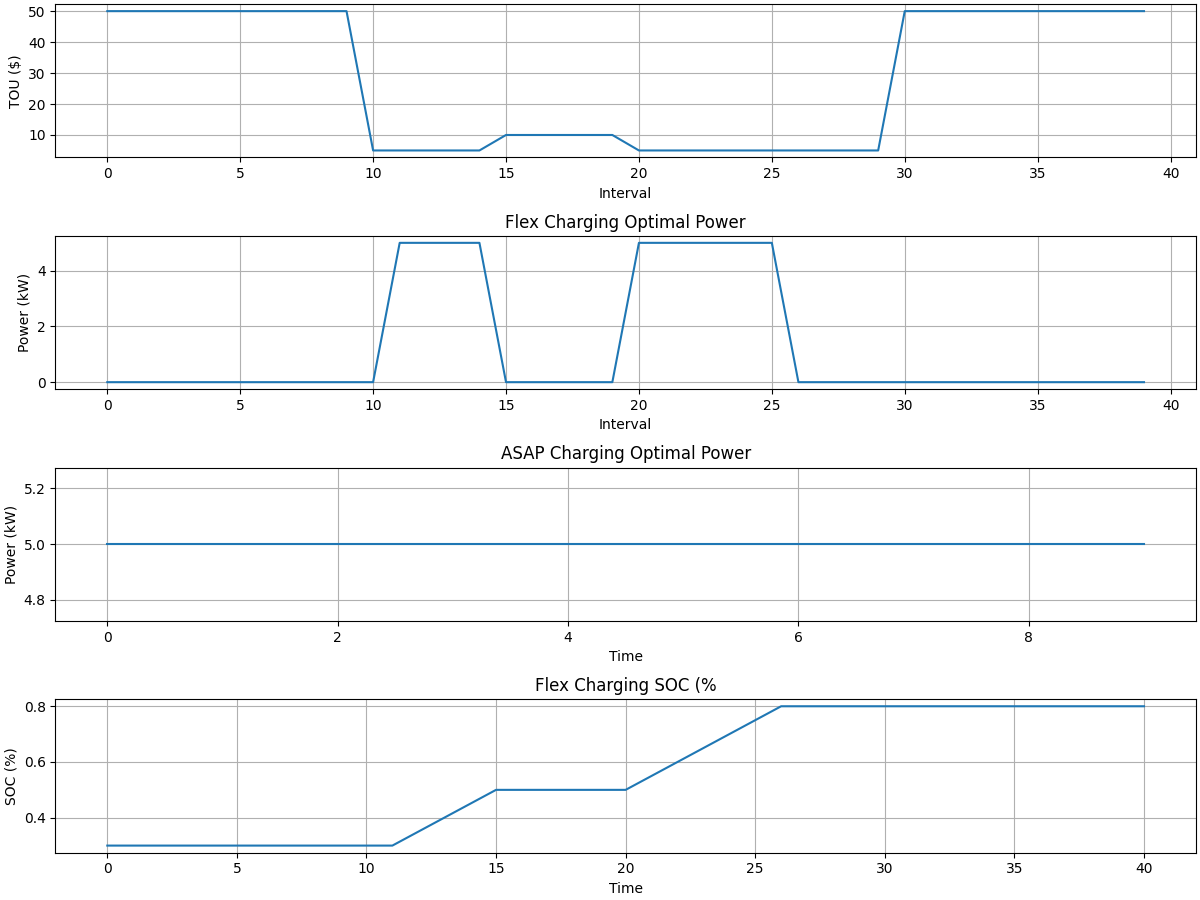 50
40
30
20
10
TOU ($)
0 5 10 15 20 25 30 35 40
Interval
Flex Charging Optimal Power
4
2
0
Power (kW)
0 5 10 15 20 25 30 35 40
Interval
ASAP Charging Optimal Power
5.2
5.0
4.8
Power (kW)
0 2 4 6 8
Time
Flex Charging SOC (%
0.8
0.6
0.4
SOC (%)
0 5 10 15 20 25 30 35 40
Time